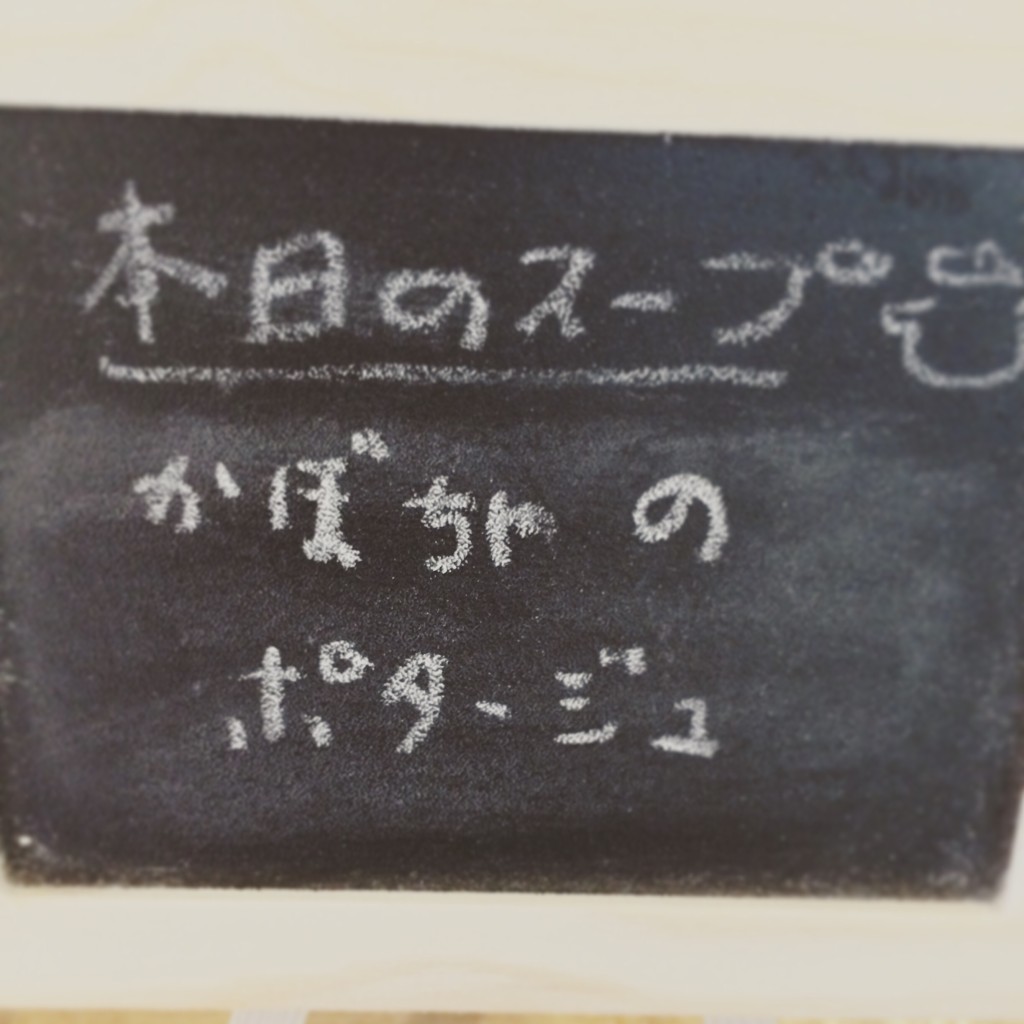 本日のスープ
かぼちゃの
ポタージュ